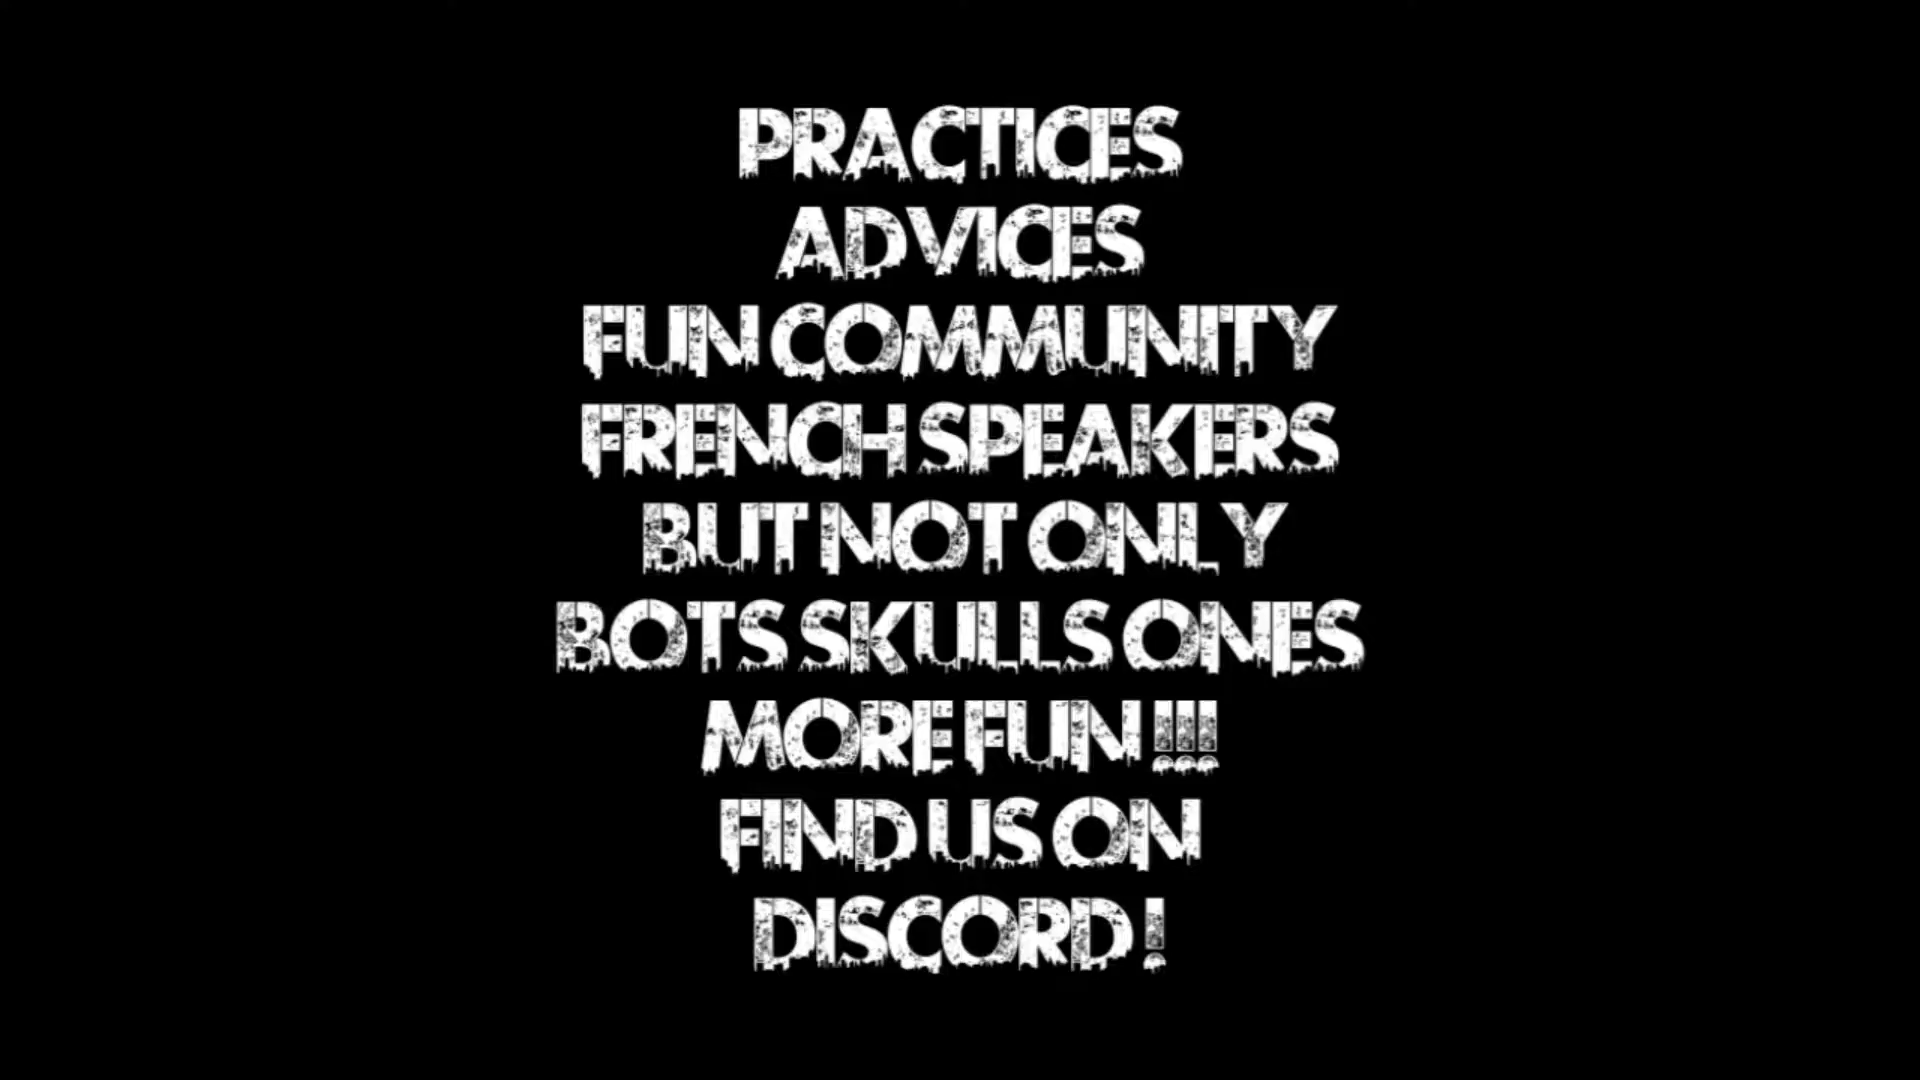 PRACTICES
ADVICES
FUN COMMUNITY
FRENCH SPEAKERS
BUT NOT ONLY
BOTS SKULLS ONES
MORE FUN !!!
FIND US ON
DISCORD !